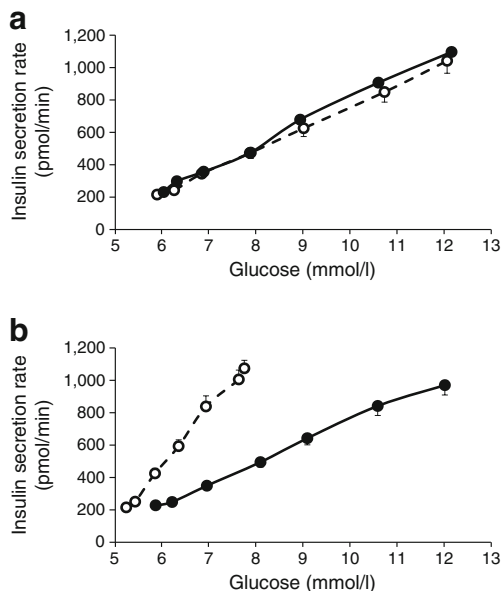 a
Insulin secretion rate
(pmol/min)
1,200
1,000
800
600
400
200
0
5 6 7 8 9 10 11 12 13
Glucose (mmol/l)
b
Insulin secretion rate
(pmol/min)
1,200
1,000
800
600
400
200
0
5 6 7 8 9 10 11 12 13
Glucose (mmol/l)